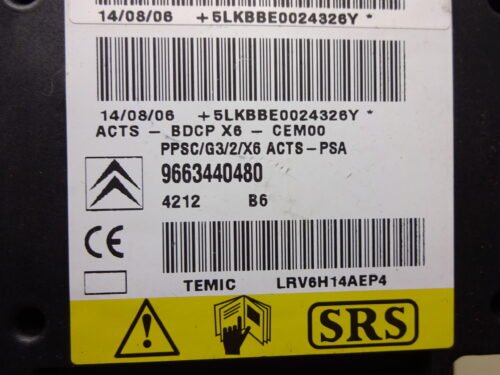 14/08/06 +5LKBBE0024326Y *
14/08/06 +5LKBBE0024326Y *
ACTS - BDCP X6 - CEM00
PPSC/G3/2/X6 ACTS-PSA
9663440480
4212 B6
CE
TEMIC LRV6H14AEP4
! SRS